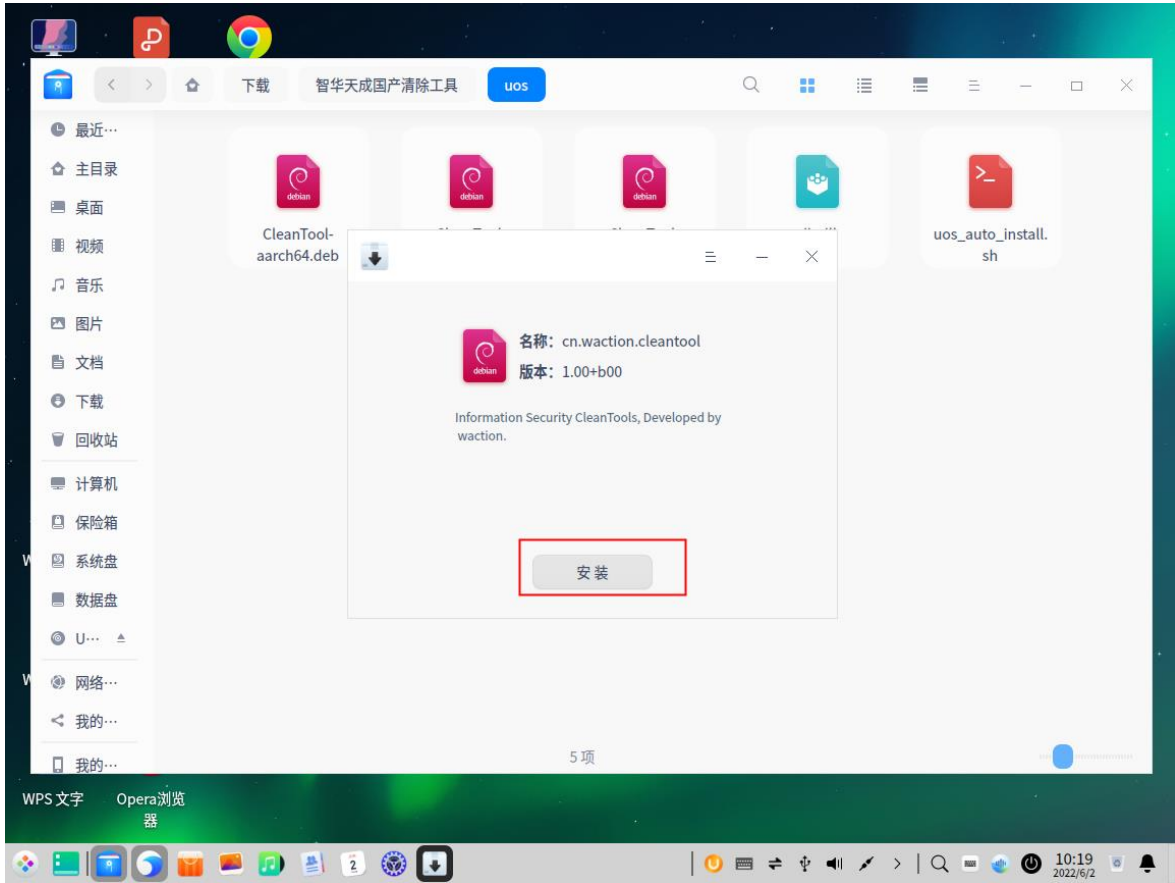 下载
智华天成国产清除工具
uos
最近…
主目录
桌面
视频
音乐
图片
文档
下载
回收站
计算机
保险箱
系统盘
数据盘
U…
网络…
我的…
我的…
debian
CleanTool-
aarch64.deb
debian
debian
uos_auto_install.
sh
debian
名称： cn.waction.cleantool
版本： 1.00+b00
Information Security CleanTools, Developed by
waction.
安装
5 项
W
W
WPS 文字
Opera浏览
器
2
10:19
2022/6/2